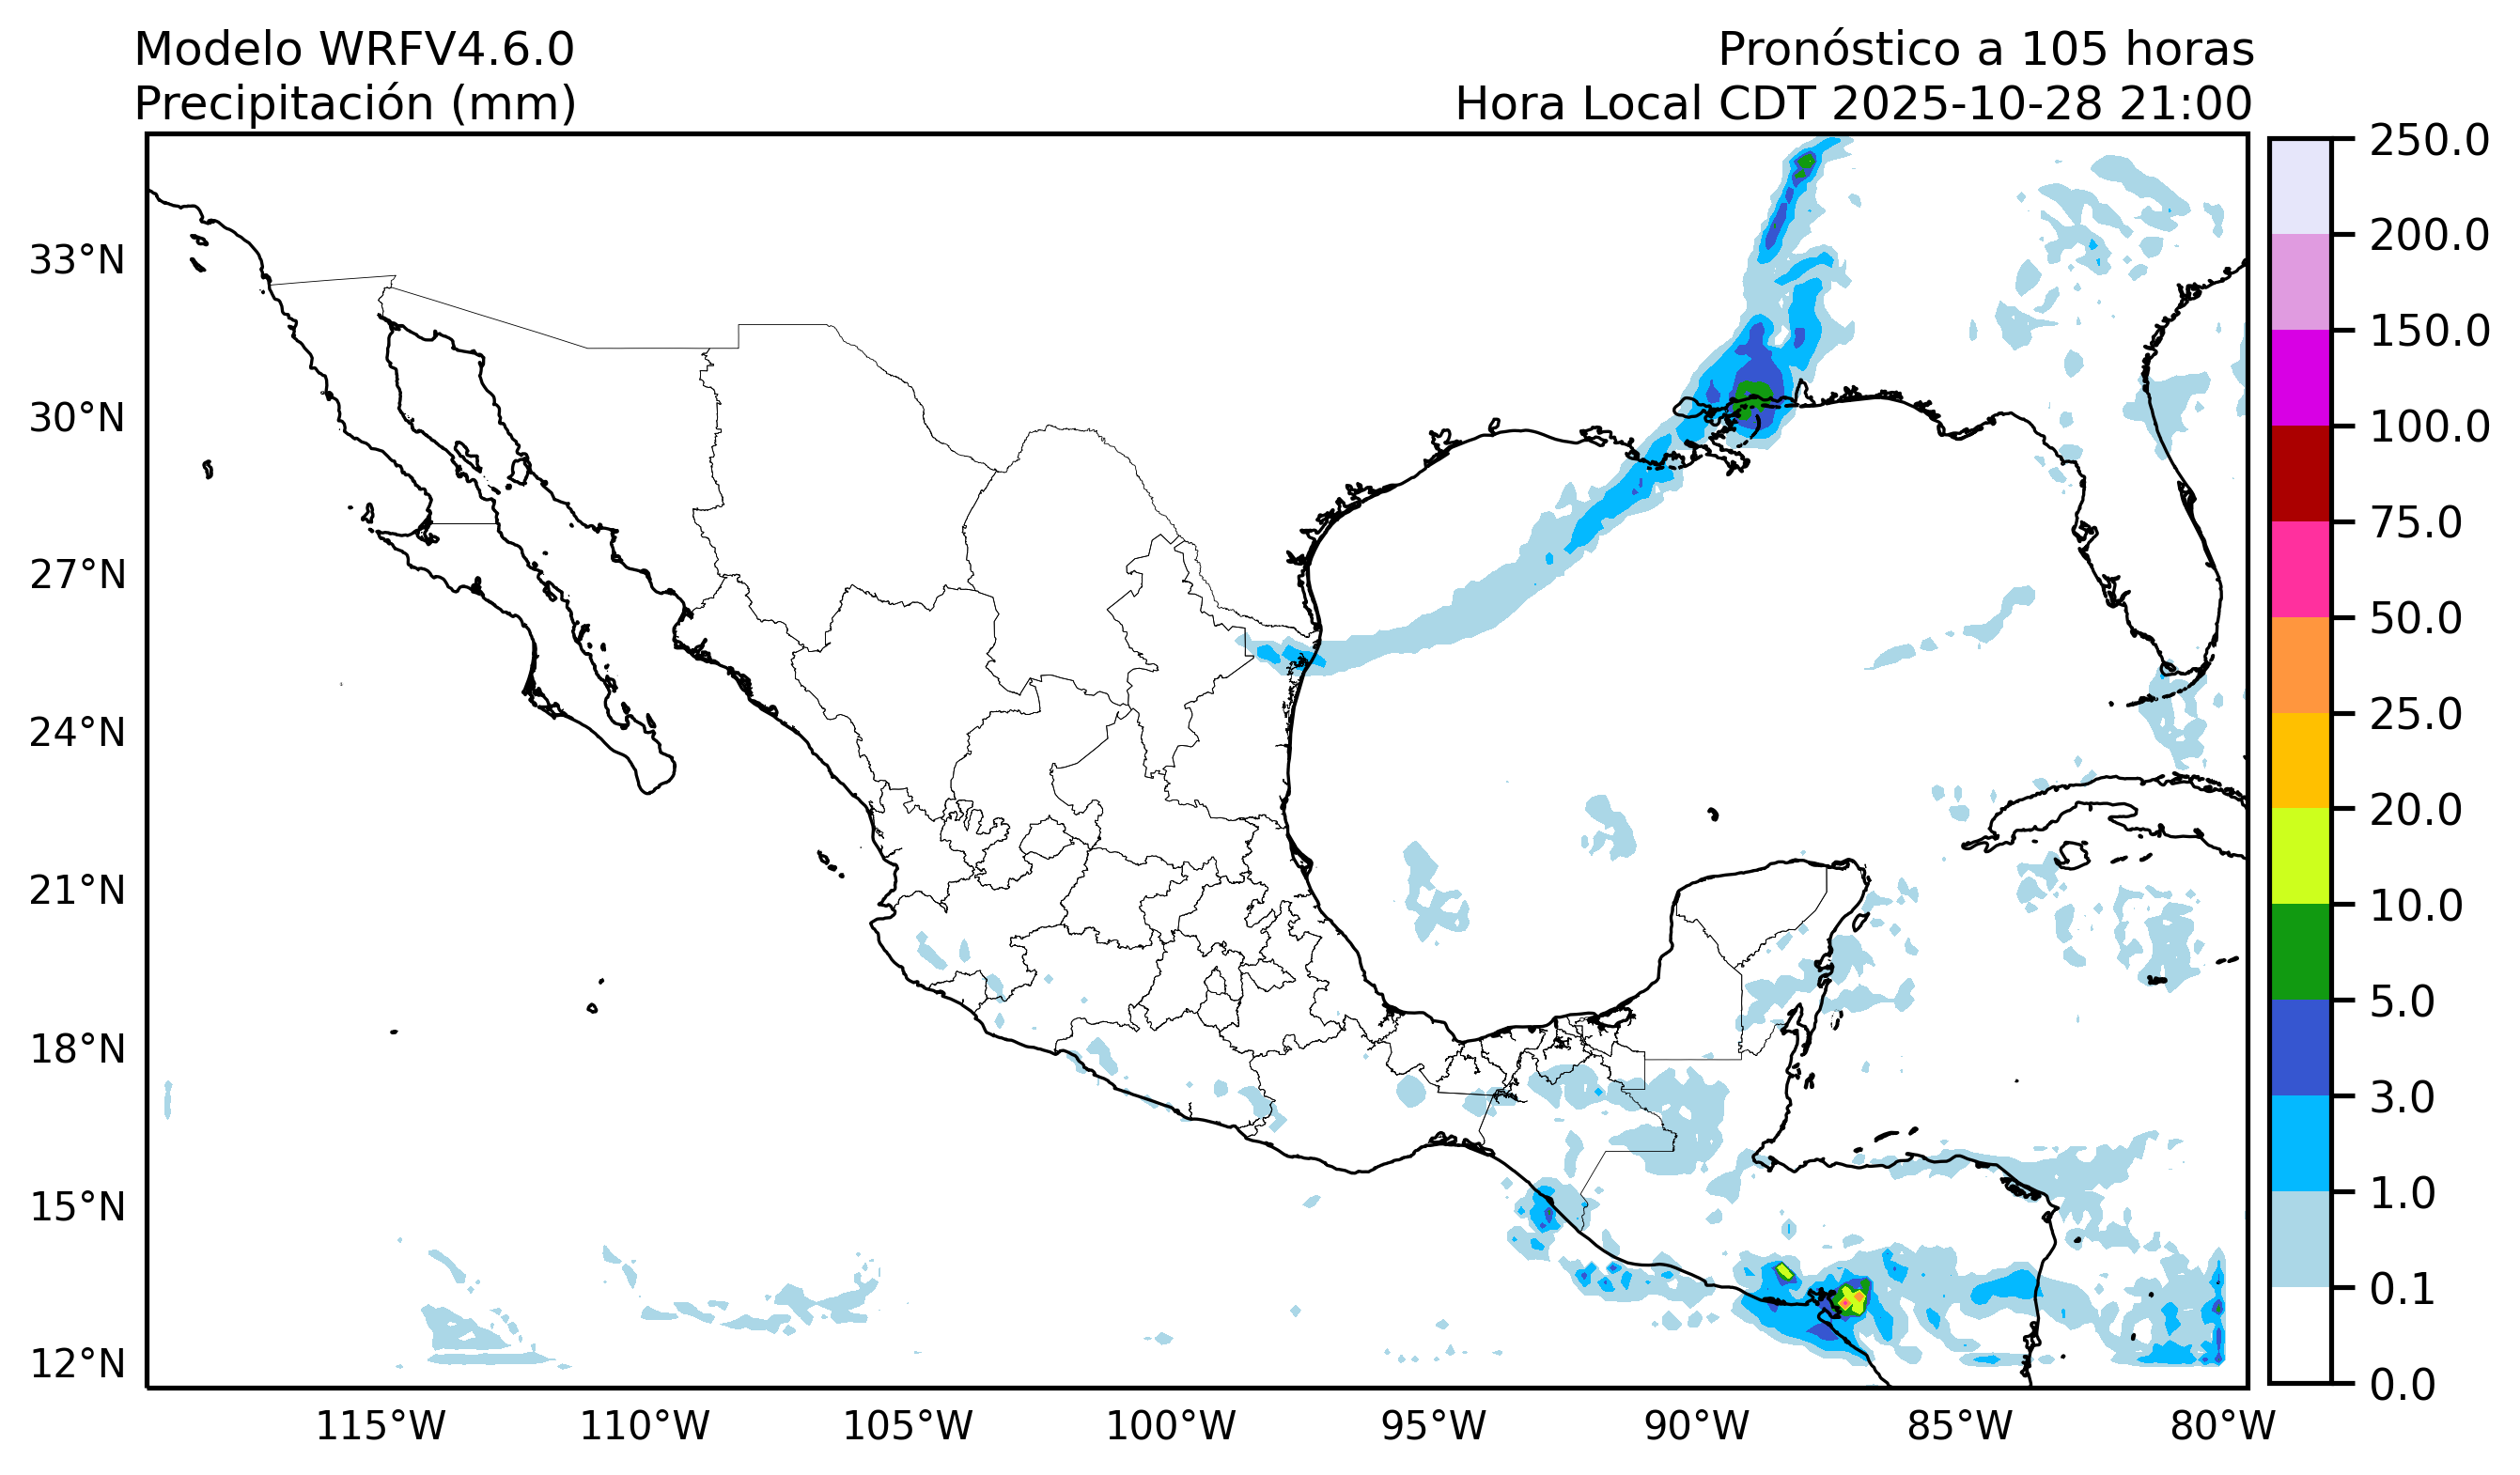 Modelo WRFV4.6.0
Precipitación (mm)
Pronóstico a 105 horas
Hora Local CDT 2025-10-28 21:00
33°N
30°N
27°N
24°N
21°N
18°N
15°N
12°N
115°W
110°W
105°W
100°W
95°W
90°W
85°W
80°W
250.0
200.0
150.0
100.0
75.0
50.0
25.0
20.0
10.0
5.0
3.0
1.0
0.1
0.0